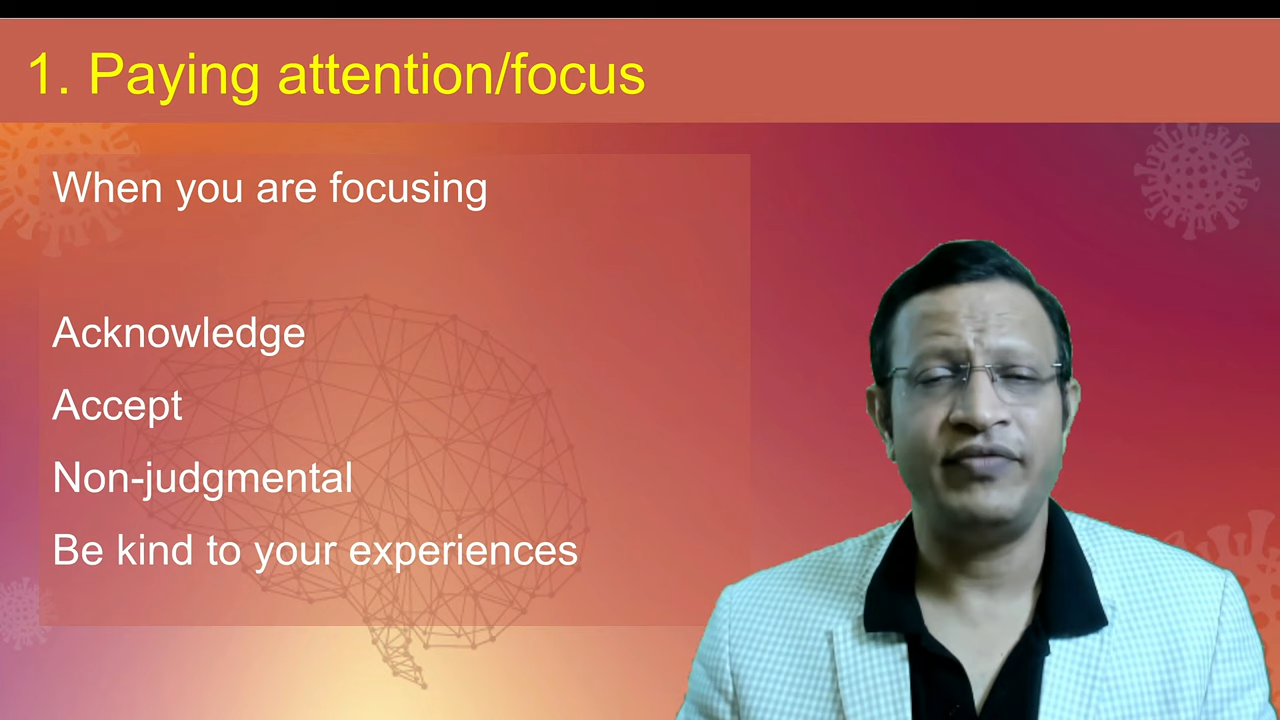 1. Paying attention/focus
When you are focusing
Acknowledge
Accept
Non-judgmental
Be kind to your experiences